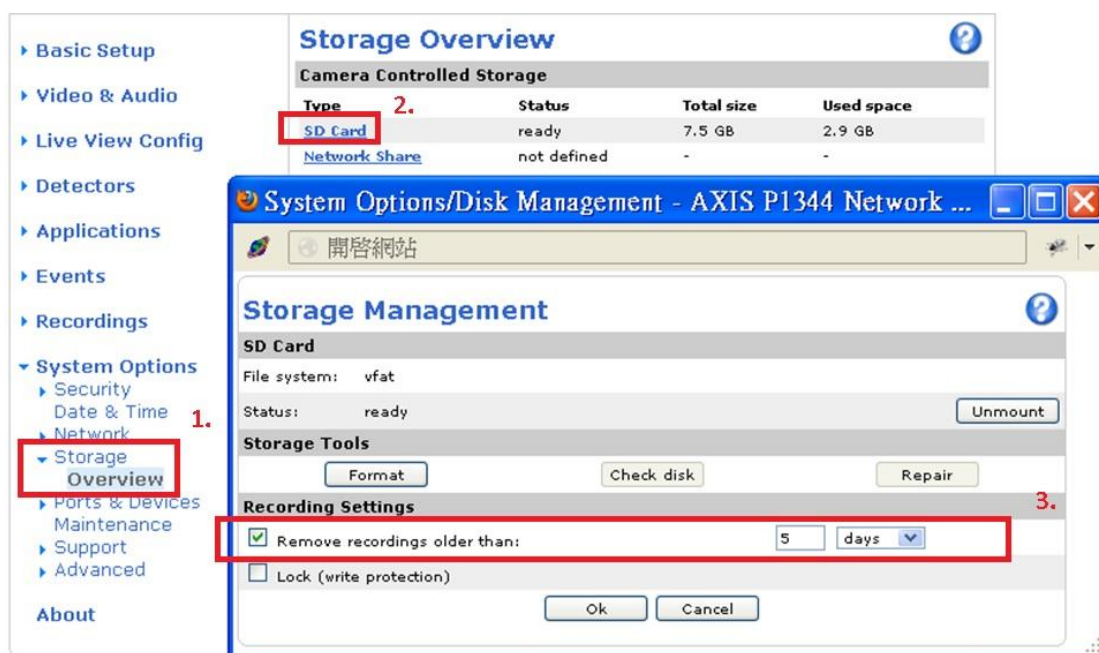 Basic Setup
Video & Audio
Live View Config
Detectors
Applications
Events
Recordings
System Options
Security
Date & Time
1.
Network
Storage
Overview
Ports & Devices
Maintenance
Support
Advanced
About
Storage Overview
Camera Controlled Storage
Type 2. Status Total size Used space
SD Card ready 7.5 GB 2.9 GB
Network Share not defined - -
System Options/Disk Management - AXIS P1344 Network ...
開啓網站
Storage Management
SD Card
File system: vfat
Status: ready Unmount
Storage Tools
Format Check disk Repair
Recording Settings 3.
Remove recordings older than: 5 days
Lock (write protection)
Ok Cancel